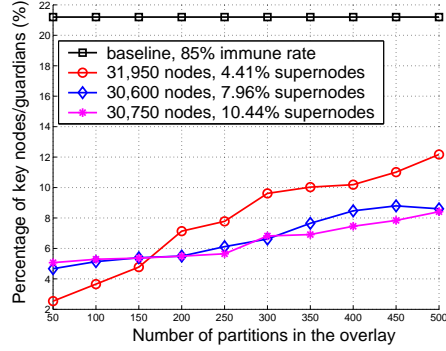 Percentage of key nodes/guardians (%)
22
20
18
16
14
12
10
8
6
4
2
baseline, 85% immune rate
31,950 nodes, 4.41% supernodes
30,600 nodes, 7.96% supernodes
30,750 nodes, 10.44% supernodes
50 100 150 200 250 300 350 400 450 500
Number of partitions in the overlay